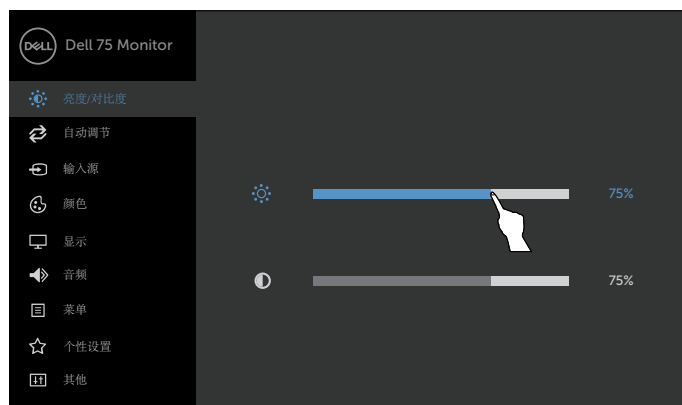 DELL Dell 75 Monitor
亮度/对比度
自动调节
输入源
颜色
显示
音频
菜单
个性设置
其他
75%
75%